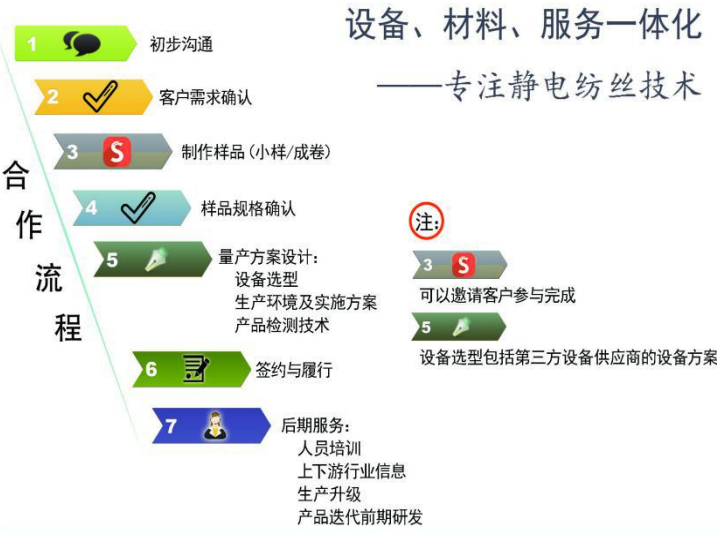 设备、材料、服务一体化
——专注静电纺丝技术
合作流程
1 初步沟通
2 客户需求确认
3 S 制作样品(小样/成卷)
4 样品规格确认
5 量产方案设计:
设备选型
生产环境及实施方案
产品检测技术
6 签约与履行
7 后期服务:
人员培训
上下游行业信息
生产升级
产品迭代前期研发
注:
3 S
可以邀请客户参与完成
5
设备选型包括第三方设备供应商的设备方案